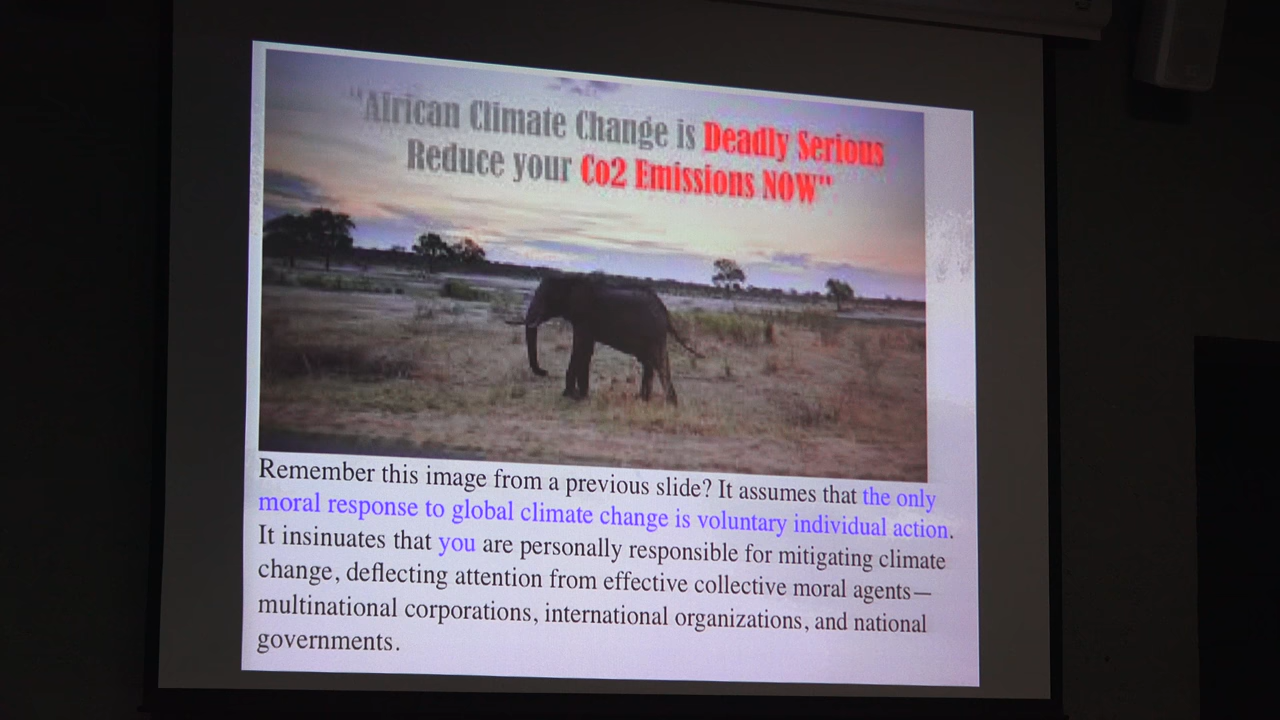 "African Climate Change is Deadly Serious
Reduce your Co2 Emissions NOW"
Remember this image from a previous slide? It assumes that the only
moral response to global climate change is voluntary individual action.
It insinuates that you are personally responsible for mitigating climate
change, deflecting attention from effective collective moral agents—
multinational corporations, international organizations, and national
governments.